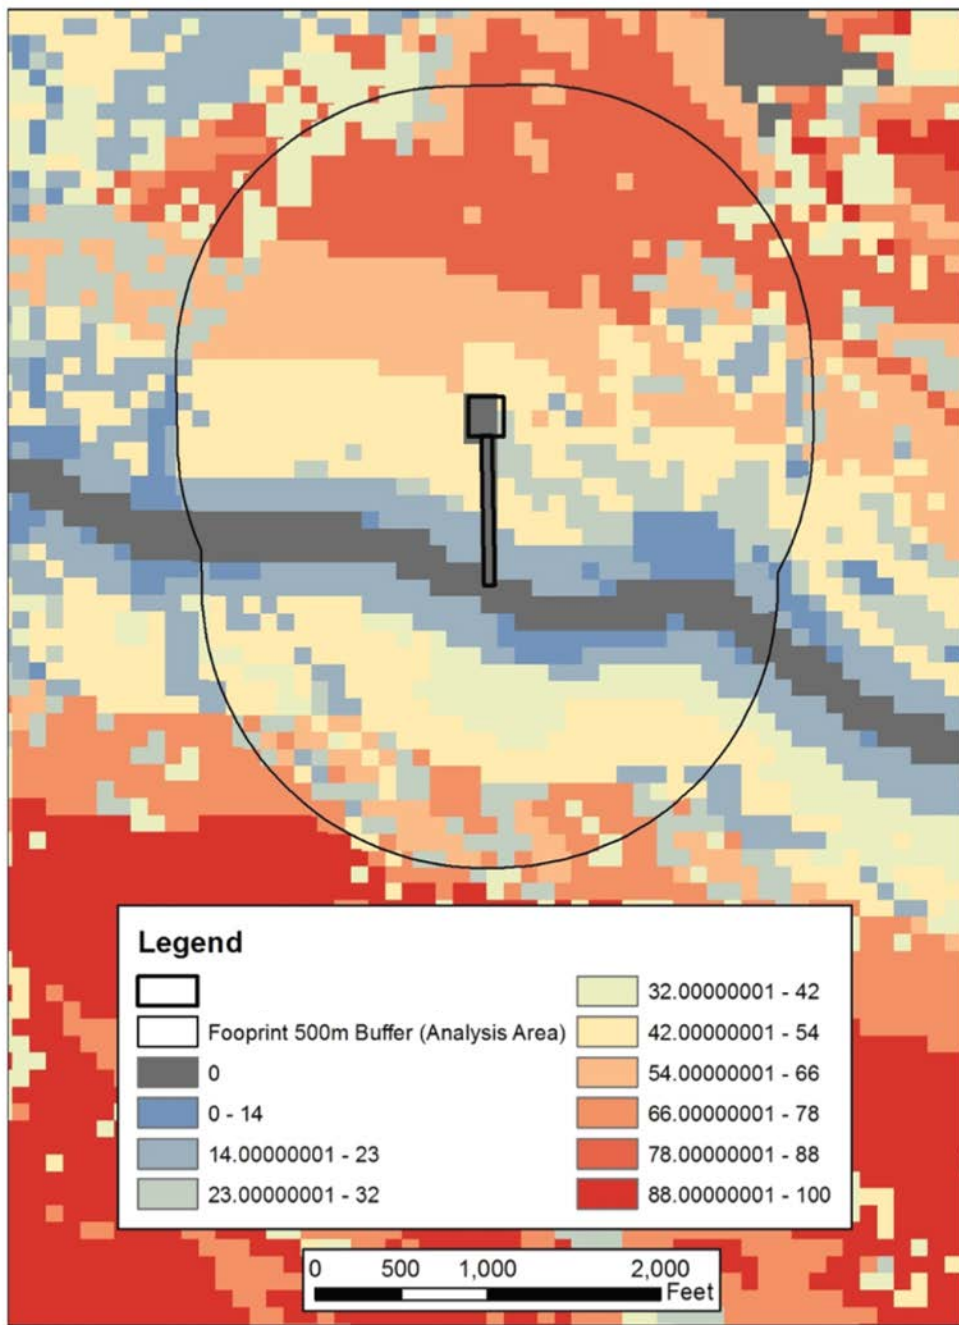 Legend
Fooprint 500m Buffer (Analysis Area)
0
0 - 14
14.00000001 - 23
23.00000001 - 32
32.00000001 - 42
42.00000001 - 54
54.00000001 - 66
66.00000001 - 78
78.00000001 - 88
88.00000001 - 100
0 500 1,000 2,000
Feet